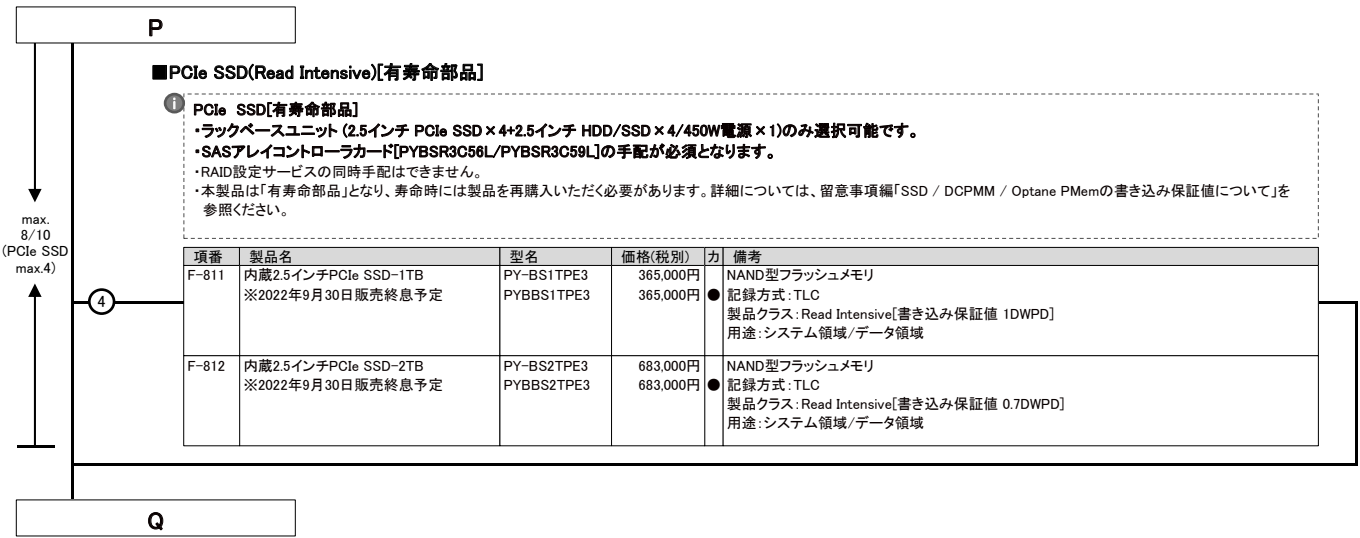 P
■PCIe SSD(Read Intensive)[有寿命部品]
i
PCIe SSD[有寿命部品]
・ラックベースユニット (2.5インチ PCIe SSD×4+2.5インチ HDD/SSD×4/450W電源×1)のみ選択可能です。
・SASアレイコントローラカード[PYBSR3C56L/PYBSR3C59L]の手配が必須となります。
・RAID設定サービスの同時手配はできません。
・本製品は「有寿命部品」となり、寿命時には製品を再購入いただく必要があります。詳細については、留意事項編「SSD / DCPMM / Optane PMemの書き込み保証値について」を
参照ください。
max.
8/10
(PCIe SSD
max.4)
項番 製品名 型名 価格(税別) カ 備考
F-811 内蔵2.5インチPCIe SSD-1TB PY-BS1TPE3 365,000円 NAND型フラッシュメモリ
※2022年9月30日販売終息予定 PYBBS1TPE3 365,000円 ● 記録方式:TLC
製品クラス:Read Intensive[書き込み保証値 1DWPD]
用途:システム領域/データ領域
4
F-812 内蔵2.5インチPCIe SSD-2TB PY-BS2TPE3 683,000円 NAND型フラッシュメモリ
※2022年9月30日販売終息予定 PYBBS2TPE3 683,000円 ● 記録方式:TLC
製品クラス:Read Intensive[書き込み保証値 0.7DWPD]
用途:システム領域/データ領域
Q